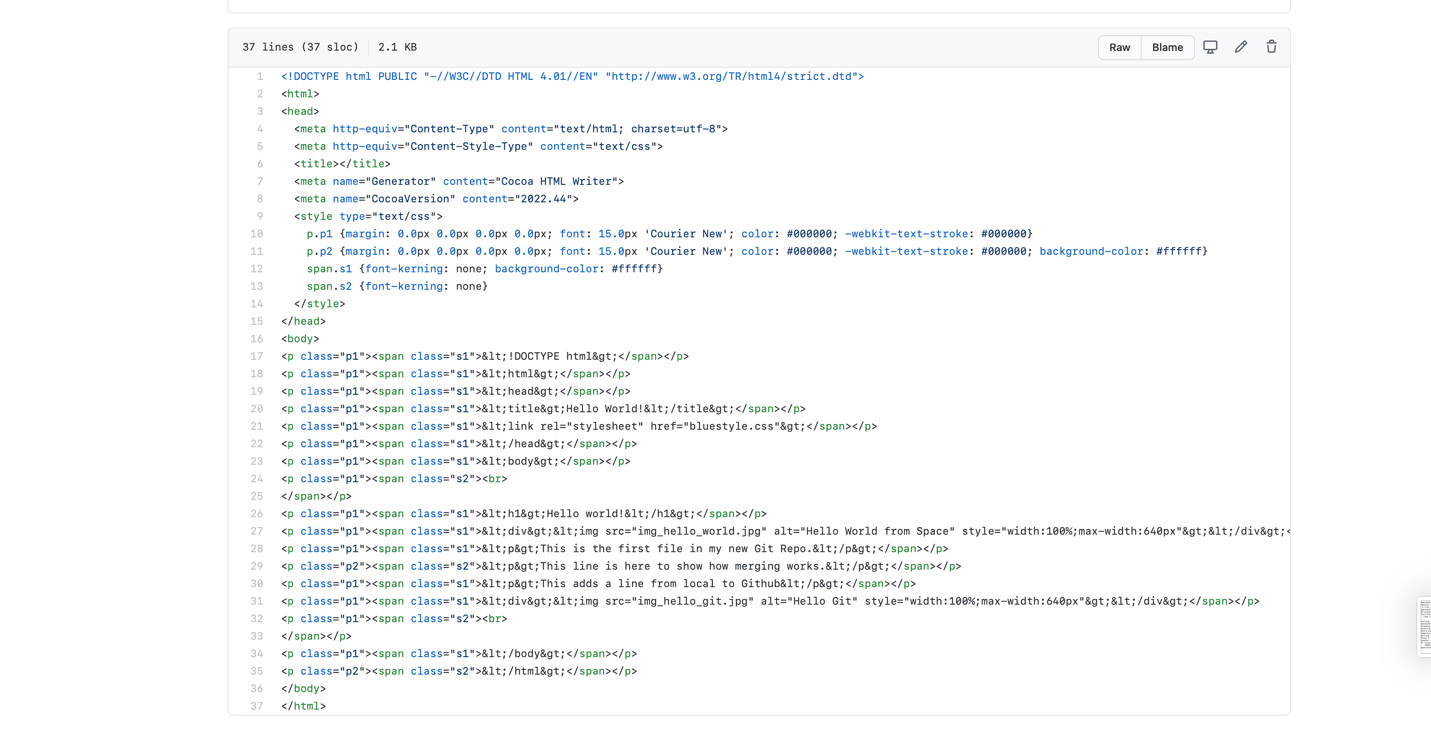 37 lines (37 sloc) 2.1 KB Raw Blame
1 <!DOCTYPE html PUBLIC "-//W3C//DTD HTML 4.01//EN" "http://www.w3.org/TR/html4/strict.dtd">
2 <html>
3 <head>
4 <meta http-equiv="Content-Type" content="text/html; charset=utf-8">
5 <meta http-equiv="Content-Style-Type" content="text/css">
6 <title></title>
7 <meta name="Generator" content="Cocoa HTML Writer">
8 <meta name="CocoaVersion" content="2022.44">
9 <style type="text/css">
10 p.p1 {margin: 0.0px 0.0px 0.0px 0.0px; font: 15.0px 'Courier New'; color: #000000; -webkit-text-stroke: #000000}
11 p.p2 {margin: 0.0px 0.0px 0.0px 0.0px; font: 15.0px 'Courier New'; color: #000000; -webkit-text-stroke: #000000; background-color: #ffffff}
12 span.s1 {font-kerning: none; background-color: #ffffff}
13 span.s2 {font-kerning: none}
14 </style>
15 </head>
16 <body>
17 <p class="p1"><span class="s1">&lt;!DOCTYPE html&gt;</span></p>
18 <p class="p1"><span class="s1">&lt;html&gt;</span></p>
19 <p class="p1"><span class="s1">&lt;head&gt;</span></p>
20 <p class="p1"><span class="s1">&lt;title&gt;Hello World!&lt;/title&gt;</span></p>
21 <p class="p1"><span class="s1">&lt;link rel="stylesheet" href="bluestyle.css"&gt;</span></p>
22 <p class="p1"><span class="s1">&lt;/head&gt;</span></p>
23 <p class="p1"><span class="s1">&lt;body&gt;</span></p>
24 <p class="p1"><span class="s2"><br>
25 </span></p>
26 <p class="p1"><span class="s1">&lt;h1&gt;Hello world!&lt;/h1&gt;</span></p>
27 <p class="p1"><span class="s1">&lt;div&gt;&lt;img src="img_hello_world.jpg" alt="Hello World from Space" style="width:100%;max-width:640px"&gt;&lt;/div&gt;<
28 <p class="p1"><span class="s1">&lt;p&gt;This is the first file in my new Git Repo.&lt;/p&gt;</span></p>
29 <p class="p2"><span class="s2">&lt;p&gt;This line is here to show how merging works.&lt;/p&gt;</span></p>
30 <p class="p1"><span class="s1">&lt;p&gt;This adds a line from local to Github&lt;/p&gt;</span></p>
31 <p class="p1"><span class="s1">&lt;div&gt;&lt;img src="img_hello_git.jpg" alt="Hello Git" style="width:100%;max-width:640px"&gt;&lt;/div&gt;</span></p>
32 <p class="p1"><span class="s2"><br>
33 </span></p>
34 <p class="p1"><span class="s1">&lt;/body&gt;</span></p>
35 <p class="p2"><span class="s2">&lt;/html&gt;</span></p>
36 </body>
37 </html>